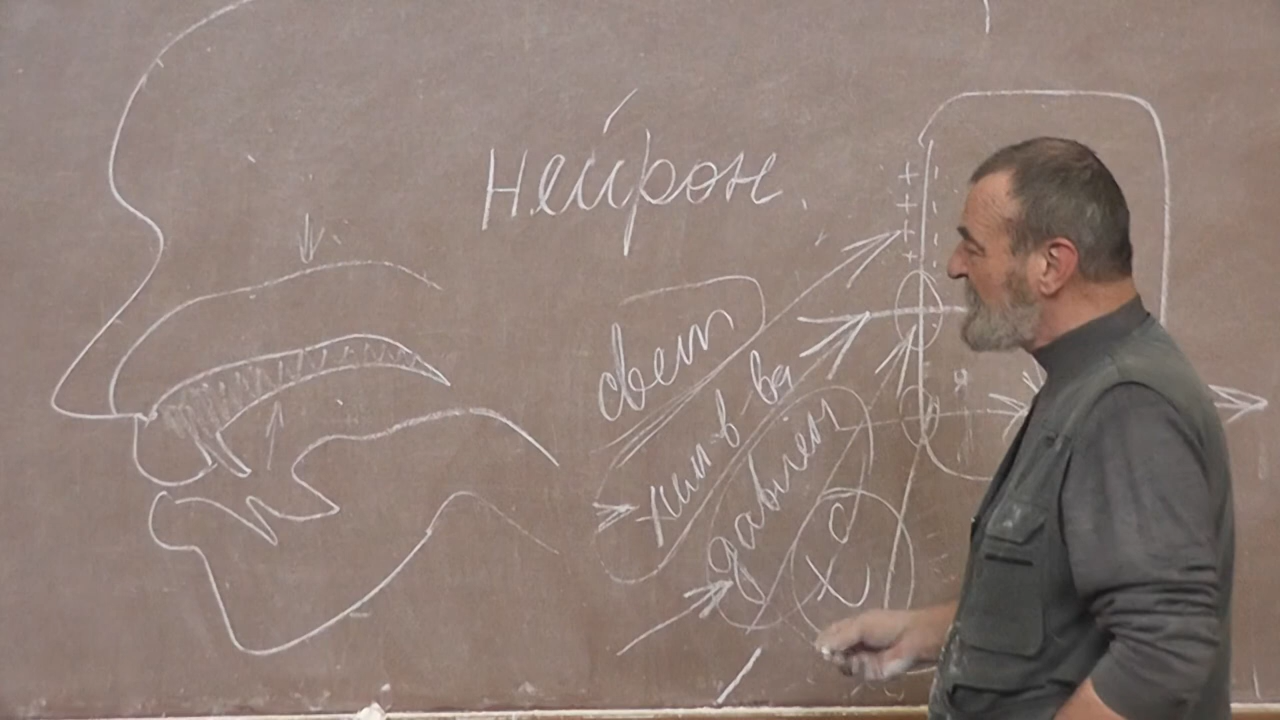 нейрон.
свет
хим в-ва
давлен